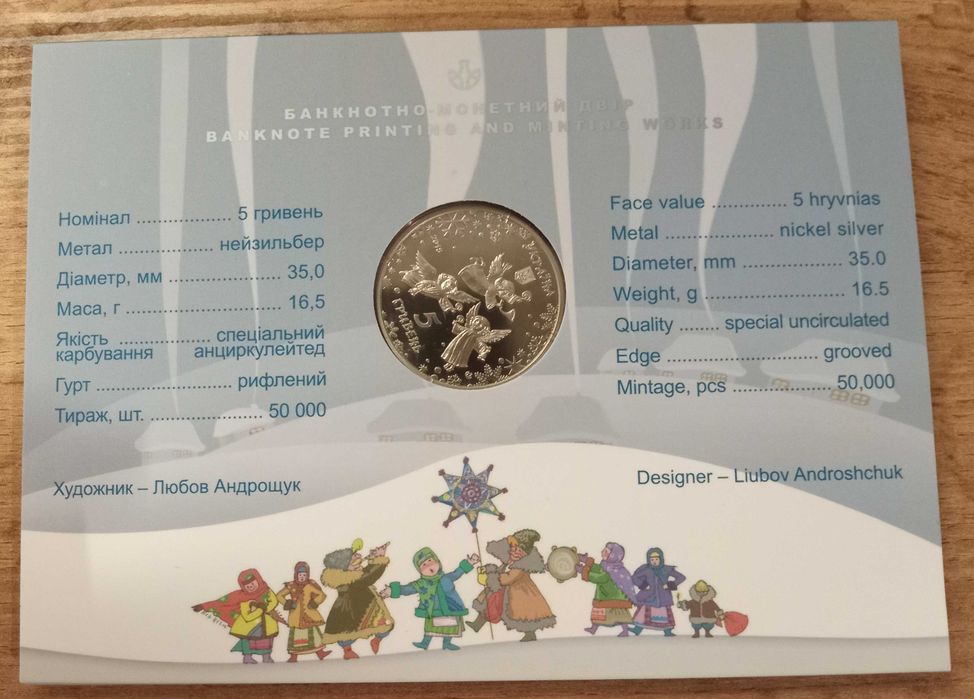 БАНКНОТНО-МОНЕТНИЙ ДВІР
BANKNOTE PRINTING AND MINTING WORKS
Номінал .................. 5 гривень
Метал .................. нейзильбер
Діаметр, мм .................. 35,0
Маса, г .................. 16,5
Якість .......... спеціальний
карбування анциркулейтед
Гурт .................. рифлений
Тираж, шт. .................. 50 000
Художник – Любов Андрощук
2018
УКРАЇНА
5
ГРИВЕНЬ
Face value .............. 5 hryvnias
Metal .................... nickel silver
Diameter, mm .................. 35.0
Weight, g .................. 16.5
Quality ....... special uncirculated
Edge .................. grooved
Mintage, pcs .................. 50,000
Designer – Liubov Androshchuk